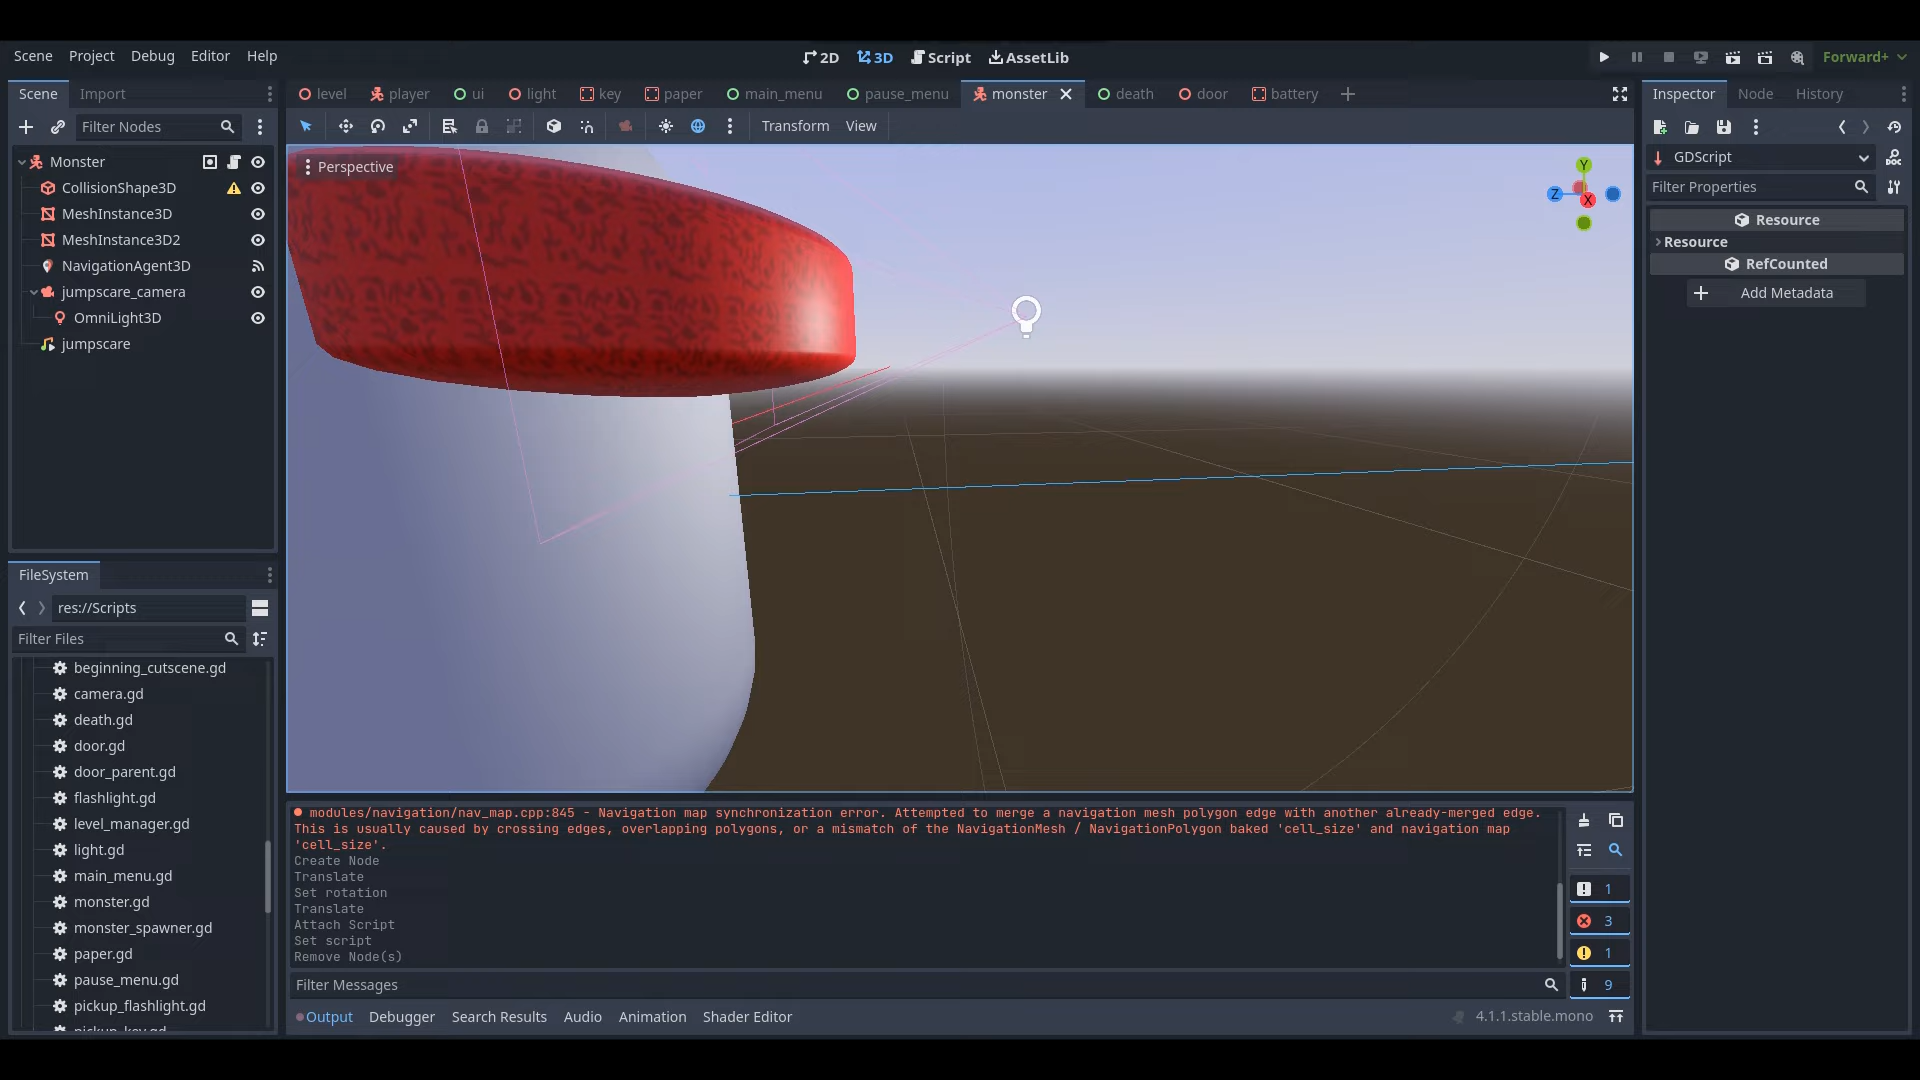 Scene Project Debug Editor Help
2D 3D Script AssetLib
Forward+
Scene Import
Filter Nodes
Monster
CollisionShape3D
MeshInstance3D
MeshInstance3D2
NavigationAgent3D
jumpscare_camera
OmniLight3D
jumpscare
FileSystem
res://Scripts
Filter Files
beginning_cutscene.gd
camera.gd
death.gd
door.gd
door_parent.gd
flashlight.gd
level_manager.gd
light.gd
main_menu.gd
monster.gd
monster_spawner.gd
paper.gd
pause_menu.gd
pickup_flashlight.gd
pickup_key.gd
level player ui light key paper main_menu pause_menu monster death door battery
Transform View
Perspective
Y
Z
X
modules/navigation/nav_map.cpp:845 - Navigation map synchronization error. Attempted to merge a navigation mesh polygon edge with another already-merged edge.
This is usually caused by crossing edges, overlapping polygons, or a mismatch of the NavigationMesh / NavigationPolygon baked 'cell_size' and navigation map
'cell_size'.
Create Node
Translate
Set rotation
Translate
Attach Script
Set script
Remove Node(s)
1
3
1
9
Filter Messages
Output Debugger Search Results Audio Animation Shader Editor
4.1.1.stable.mono
Inspector Node History
GDScript
Filter Properties
Resource
Resource
RefCounted
Add Metadata